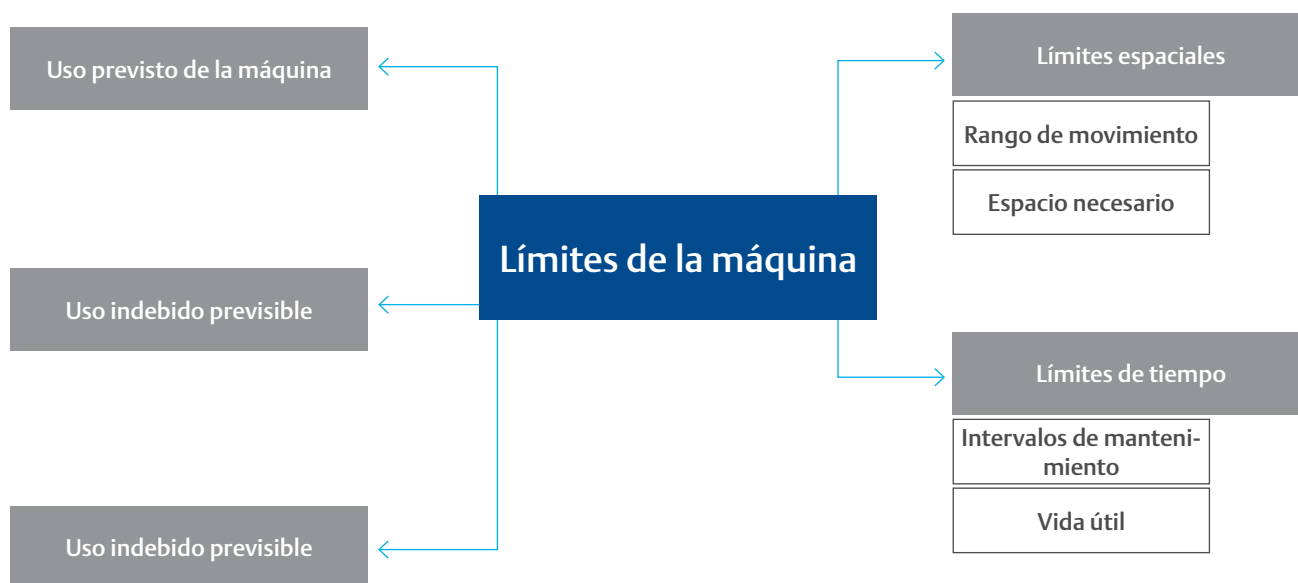 Uso previsto de la máquina
Uso indebido previsible
Uso indebido previsible
Límites de la máquina
Límites espaciales
Rango de movimiento
Espacio necesario
Límites de tiempo
Intervalos de manteni-
miento
Vida útil